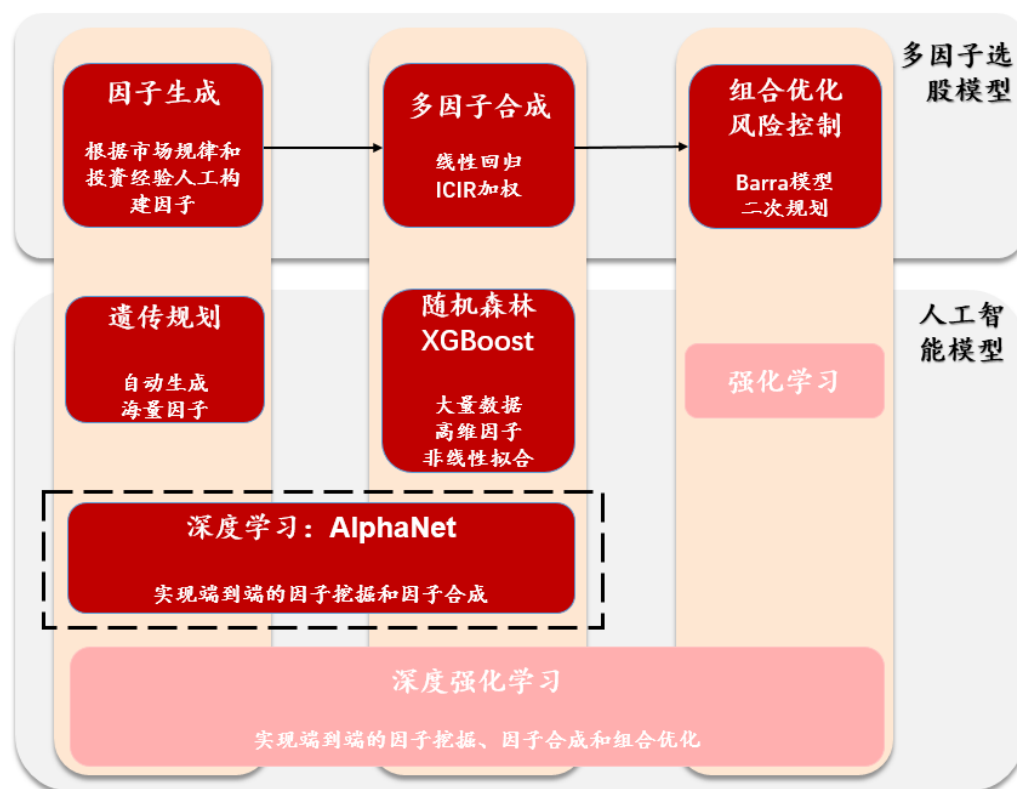 多因子选
股模型
因子生成
根据市场规律和
投资经验人工构
建因子
多因子合成
线性回归
ICIR加权
组合优化
风险控制
Barra模型
二次规划
人工智
能模型
遗传规划
自动生成
海量因子
随机森林
XGBoost
大量数据
高维因子
非线性拟合
强化学习
深度学习：AlphaNet
实现端到端的因子挖掘和因子合成
深度强化学习
实现端到端的因子挖掘、因子合成和组合优化